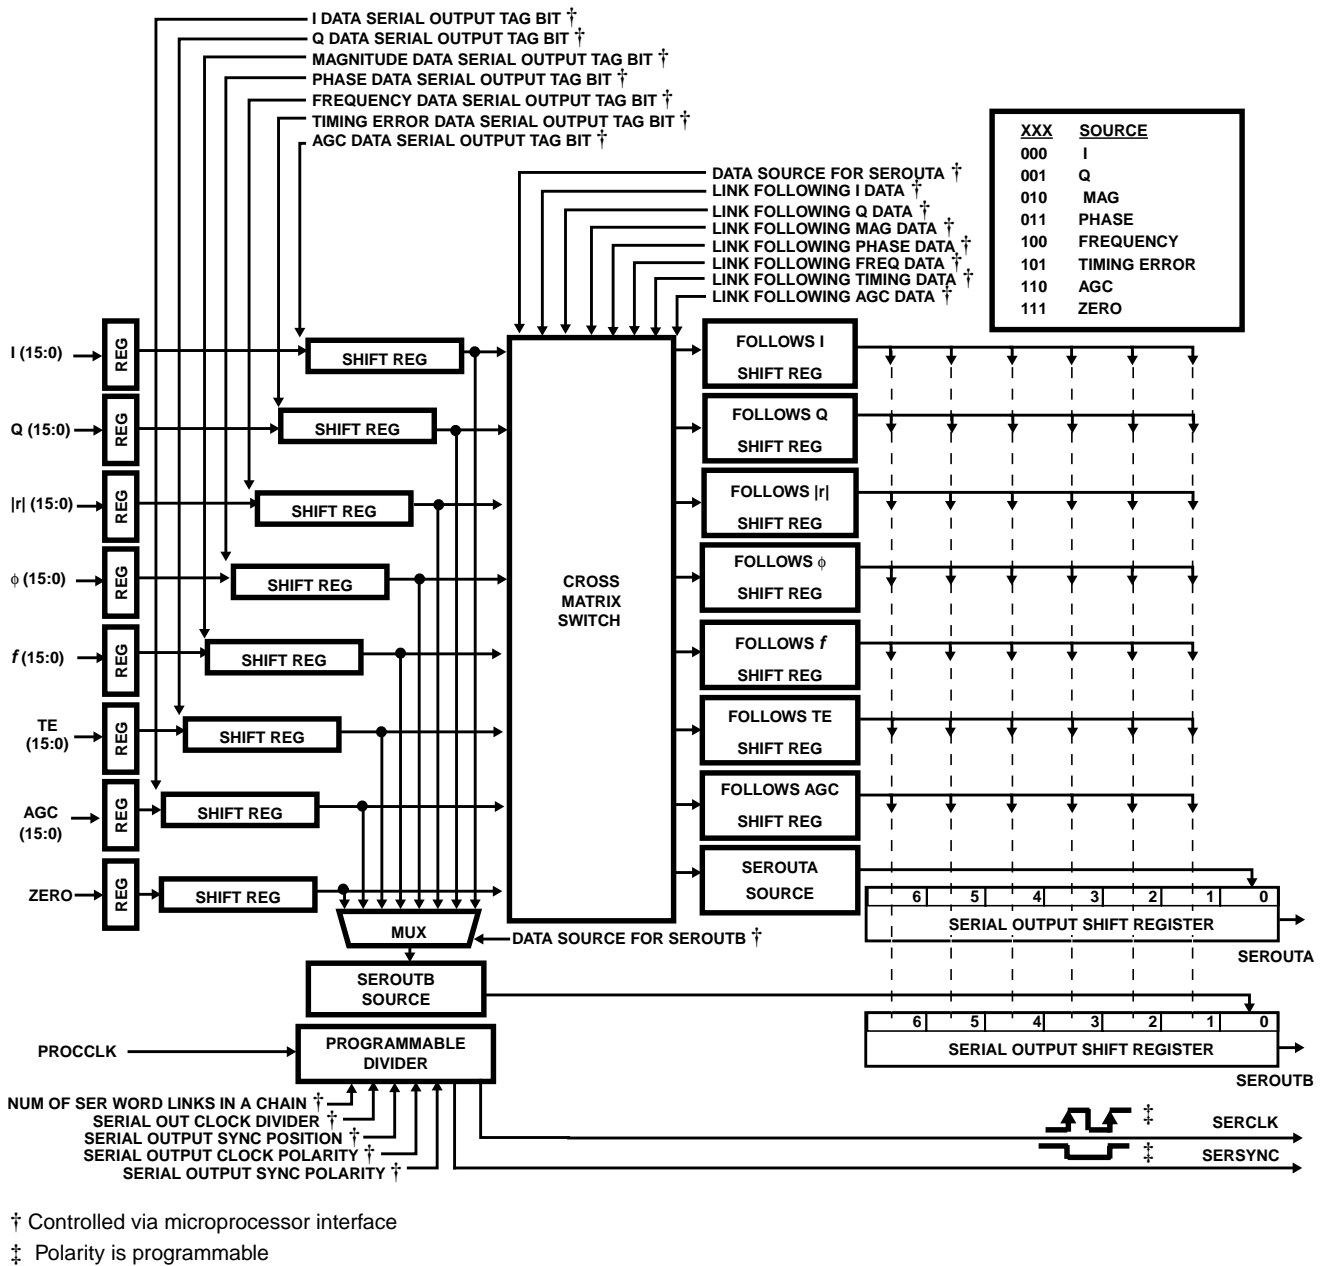 I DATA SERIAL OUTPUT TAG BIT †
Q DATA SERIAL OUTPUT TAG BIT †
MAGNITUDE DATA SERIAL OUTPUT TAG BIT †
PHASE DATA SERIAL OUTPUT TAG BIT †
FREQUENCY DATA SERIAL OUTPUT TAG BIT †
TIMING ERROR DATA SERIAL OUTPUT TAG BIT †
AGC DATA SERIAL OUTPUT TAG BIT †
DATA SOURCE FOR SEROUTA †
LINK FOLLOWING I DATA †
LINK FOLLOWING Q DATA †
LINK FOLLOWING MAG DATA †
LINK FOLLOWING PHASE DATA †
LINK FOLLOWING FREQ DATA †
LINK FOLLOWING TIMING DATA †
LINK FOLLOWING AGC DATA †
XXX SOURCE
000 I
001 Q
010 MAG
011 PHASE
100 FREQUENCY
101 TIMING ERROR
110 AGC
111 ZERO
I (15:0)
REG
SHIFT REG
FOLLOWS I
SHIFT REG
Q (15:0)
REG
SHIFT REG
FOLLOWS Q
SHIFT REG
|r| (15:0)
REG
SHIFT REG
FOLLOWS |r|
SHIFT REG
ϕ (15:0)
REG
SHIFT REG
CROSS
MATRIX
SWITCH
FOLLOWS ϕ
SHIFT REG
f (15:0)
REG
SHIFT REG
FOLLOWS f
SHIFT REG
TE
(15:0)
REG
SHIFT REG
FOLLOWS TE
SHIFT REG
AGC
(15:0)
REG
SHIFT REG
FOLLOWS AGC
SHIFT REG
ZERO
REG
SHIFT REG
SEROUTA
SOURCE
6 5 4 3 2 1 0
SERIAL OUTPUT SHIFT REGISTER
SEROUTA
MUX
DATA SOURCE FOR SEROUTB †
SEROUTB
SOURCE
6 5 4 3 2 1 0
SERIAL OUTPUT SHIFT REGISTER
SEROUTB
PROCCLK
PROGRAMMABLE
DIVIDER
NUM OF SER WORD LINKS IN A CHAIN †
SERIAL OUT CLOCK DIVIDER †
SERIAL OUTPUT SYNC POSITION †
SERIAL OUTPUT CLOCK POLARITY †
SERIAL OUTPUT SYNC POLARITY †
‡ SERCLK
‡ SERSYNC
† Controlled via microprocessor interface
‡ Polarity is programmable